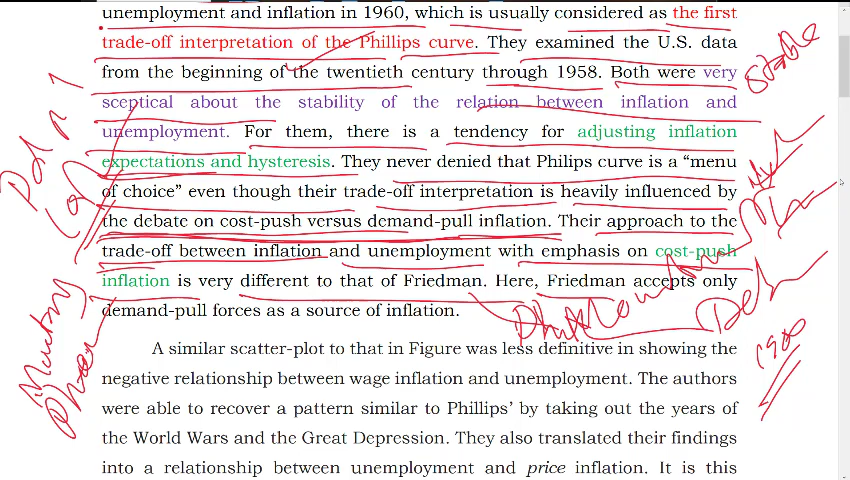 unemployment and inflation in 1960, which is usually considered as the first
trade-off interpretation of the Phillips curve. They examined the U.S. data
from the beginning of the twentieth century through 1958. Both were very
sceptical about the stability of the relation between inflation and
unemployment. For them, there is a tendency for adjusting inflation
expectations and hysteresis. They never denied that Philips curve is a “menu
of choice” even though their trade-off interpretation is heavily influenced by
the debate on cost-push versus demand-pull inflation. Their approach to the
trade-off between inflation and unemployment with emphasis on cost-push
inflation is very different to that of Friedman. Here, Friedman accepts only
demand-pull forces as a source of inflation.
A similar scatter-plot to that in Figure was less definitive in showing the
negative relationship between wage inflation and unemployment. The authors
were able to recover a pattern similar to Phillips’ by taking out the years of
the World Wars and the Great Depression. They also translated their findings
into a relationship between unemployment and price inflation. It is this
Stable